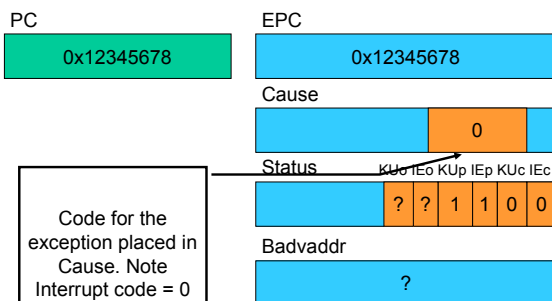 PC
EPC
0x12345678
0x12345678
Cause
0
Status
KUo IEo KUp IEp KUc IEc
? ? 1 1 0 0
Code for the
exception placed in
Cause. Note
Interrupt code = 0
Badvaddr
?